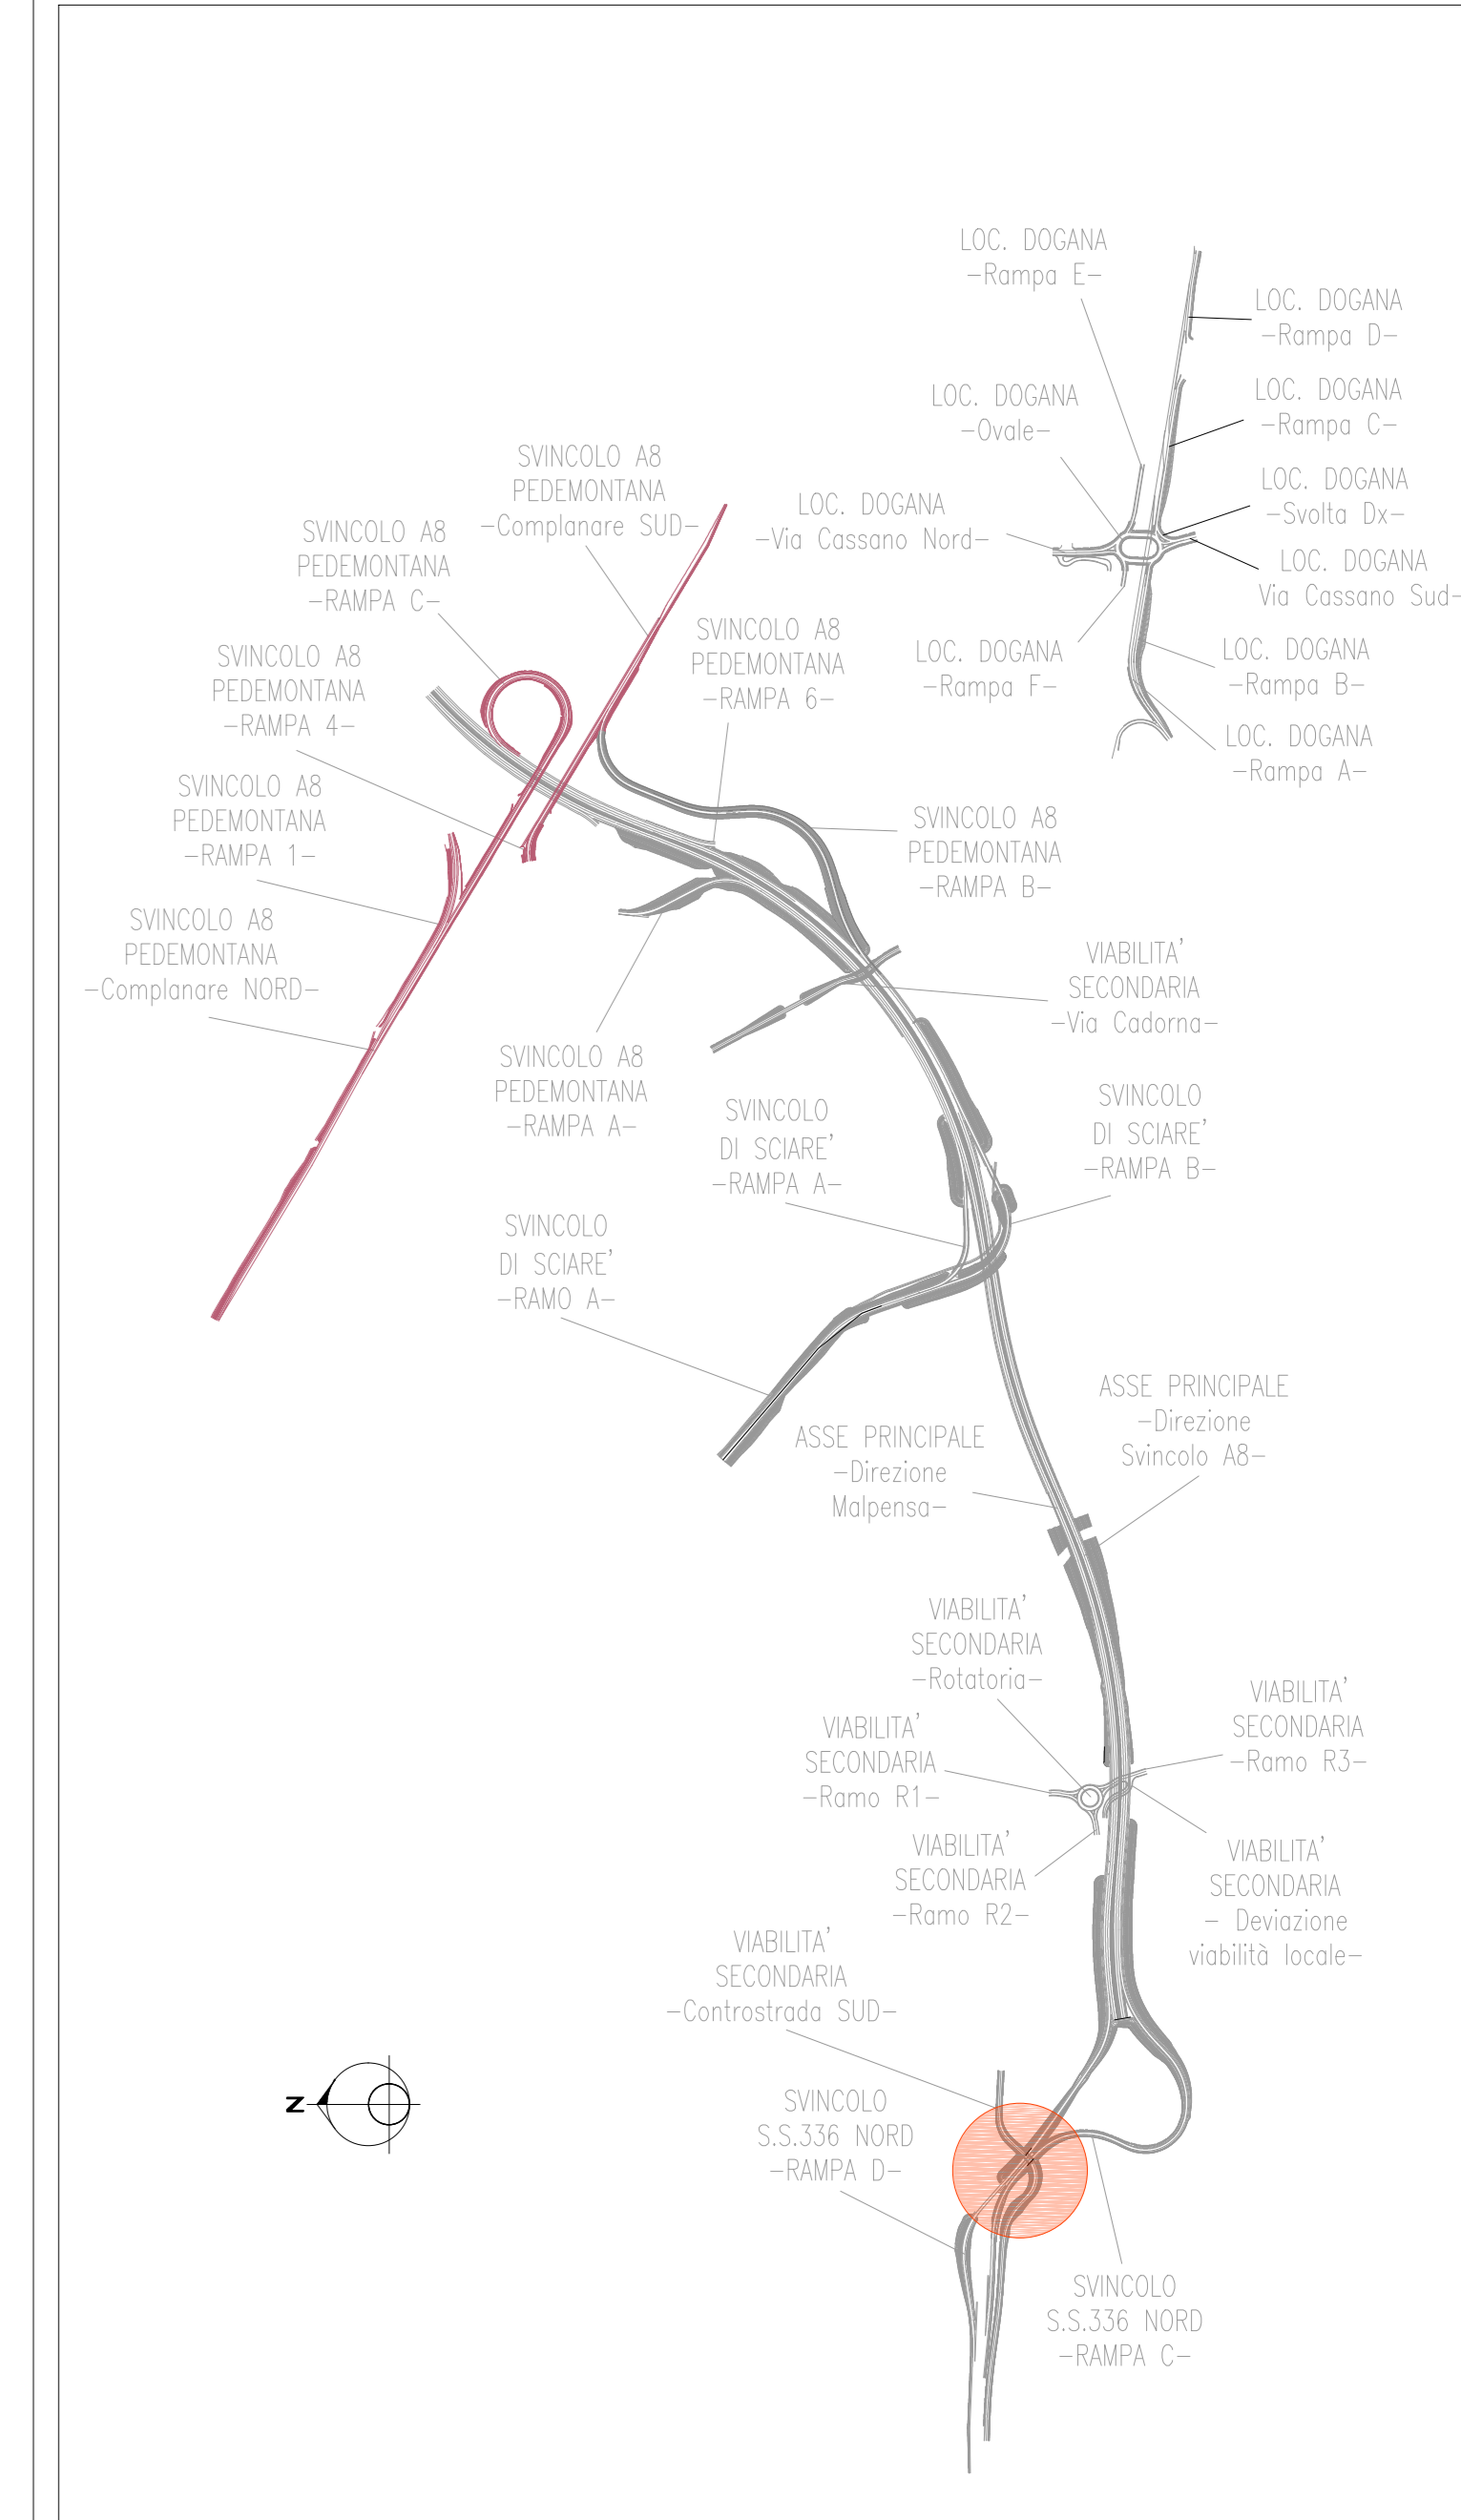 LOC. DOGANA
-Rampa E-
LOC. DOGANA
-Rampa D-
LOC. DOGANA
-Ovale-
LOC. DOGANA
-Rampa C-
SVINCOLO A8
PEDEMONTANA
-Complanare SUD-
LOC. DOGANA
-Svolta Dx-
LOC. DOGANA
-Via Cassano Nord-
SVINCOLO A8
PEDEMONTANA
-RAMPA C-
LOC. DOGANA
Via Cassano Sud-
SVINCOLO A8
PEDEMONTANA
-RAMPA 6-
LOC. DOGANA
-Rampa F-
LOC. DOGANA
-Rampa B-
SVINCOLO A8
PEDEMONTANA
-RAMPA 4-
LOC. DOGANA
-Rampa A-
SVINCOLO A8
PEDEMONTANA
-RAMPA 1-
SVINCOLO A8
PEDEMONTANA
-RAMPA B-
SVINCOLO A8
PEDEMONTANA
-Complanare NORD-
VIABILITA'
SECONDARIA
-Via Cadorna-
SVINCOLO A8
PEDEMONTANA
-RAMPA A-
SVINCOLO
DI SCIARE'
-RAMPA A-
SVINCOLO
DI SCIARE'
-RAMPA B-
SVINCOLO
DI SCIARE'
-RAMO A-
ASSE PRINCIPALE
-Direzione
Svincolo A8-
ASSE PRINCIPALE
-Direzione
Malpensa-
VIABILITA'
SECONDARIA
-Rotatoria-
VIABILITA'
SECONDARIA
-Ramo R3-
VIABILITA'
SECONDARIA
-Ramo R1-
VIABILITA'
SECONDARIA
-Ramo R2-
VIABILITA'
SECONDARIA
- Deviazione
viabilità locale-
VIABILITA'
SECONDARIA
-Controstrada SUD-
N
SVINCOLO
S.S.336 NORD
-RAMPA D-
SVINCOLO
S.S.336 NORD
-RAMPA C-